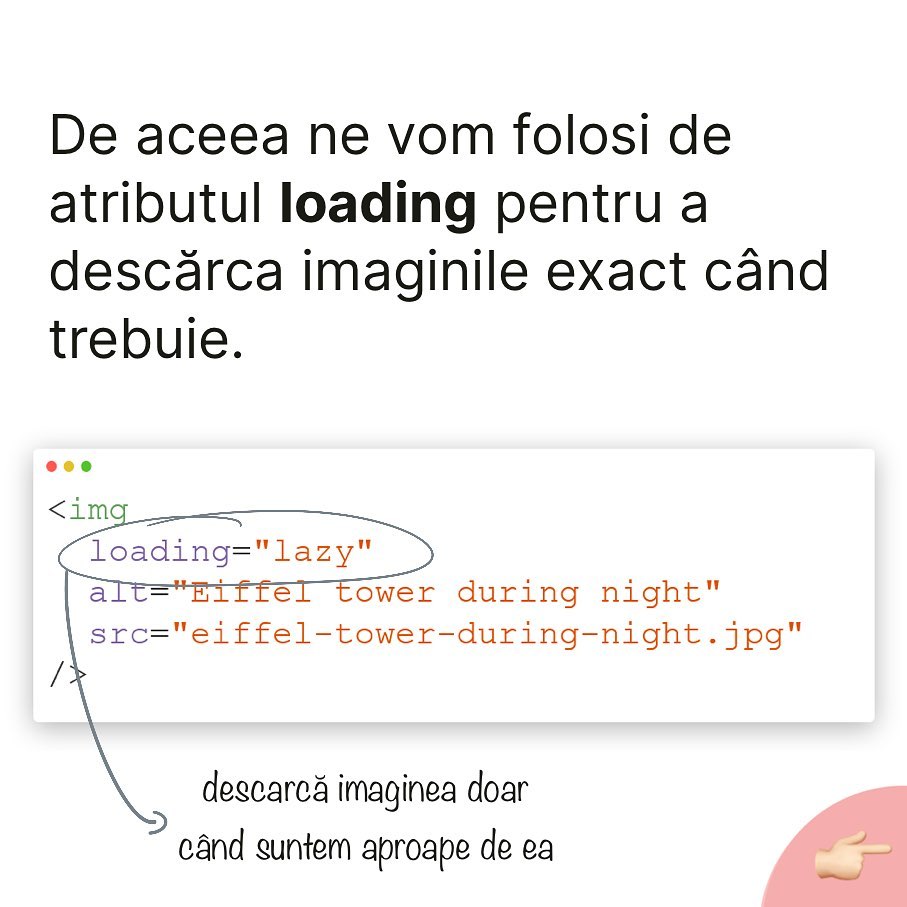 De aceea ne vom folosi de
atributul loading pentru a
descărca imaginile exact când
trebuie.
<img
loading="lazy"
alt="Eiffel tower during night"
src="eiffel-tower-during-night.jpg"
/>
descarcă imaginea doar
când suntem aproape de ea